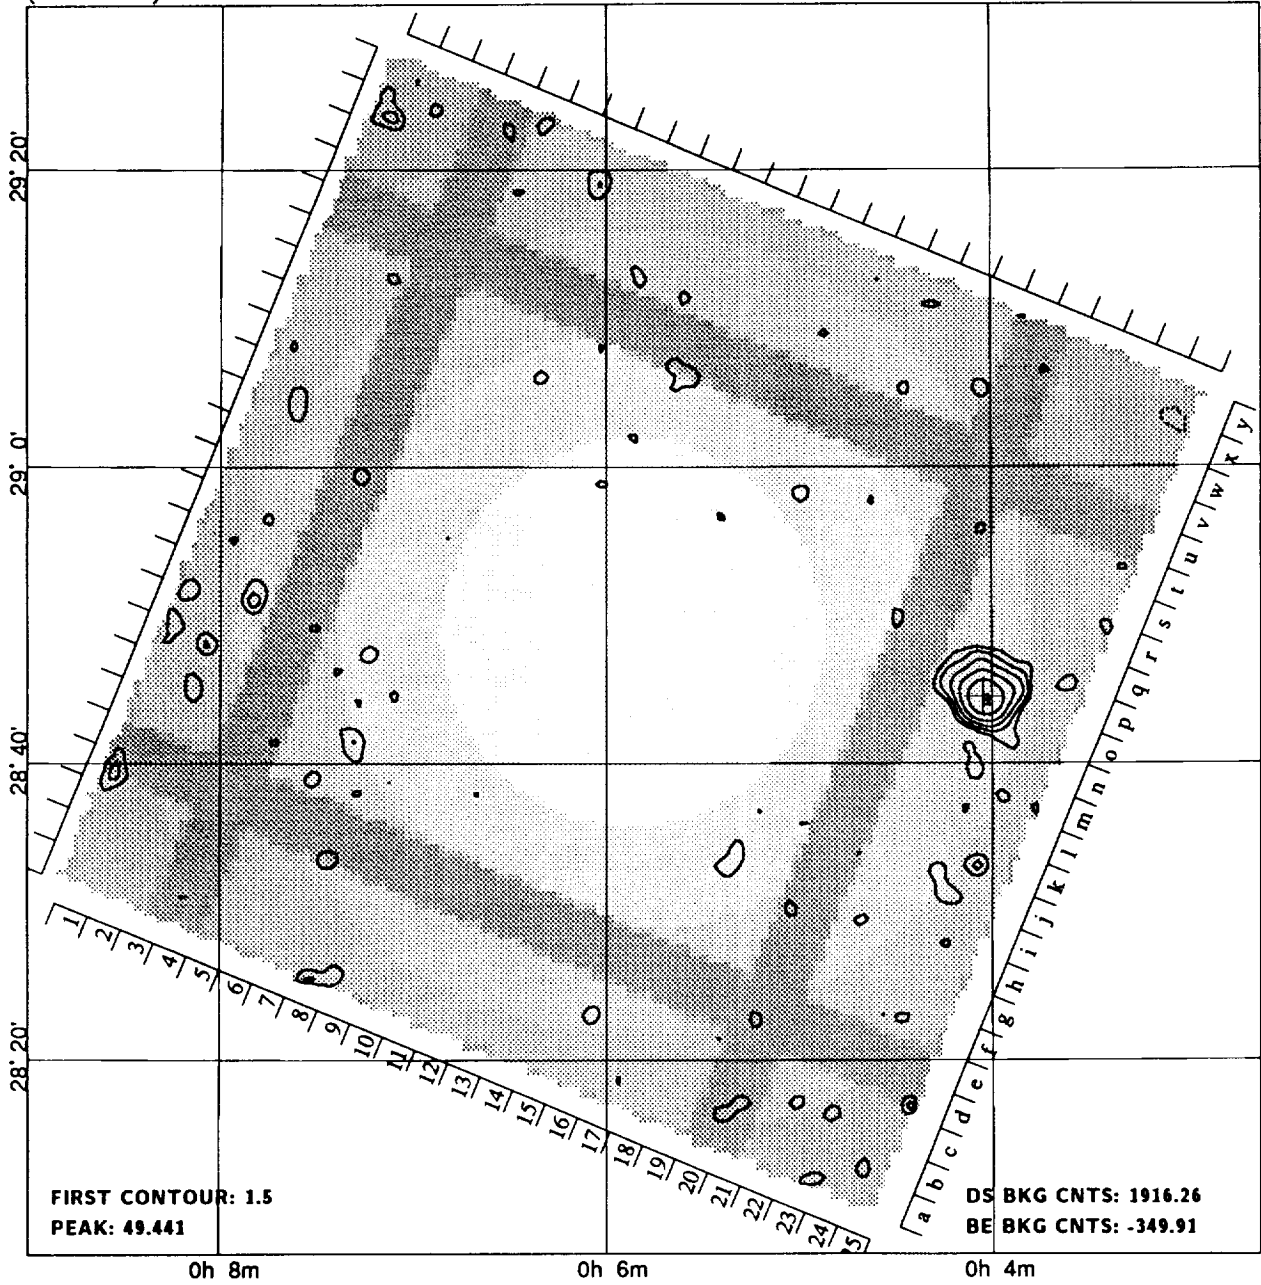 29° 20'
29° 0'
28° 40'
28° 20'
y
x
w
v
u
t
s
r
q
p
o
n
m
l
k
j
i
h
g
f
e
d
c
b
a
1 2 3 4 5 6 7 8 9 10 11 12 13 14 15 16 17 18 19 20 21 22 23 24
FIRST CONTOUR: 1.5
PEAK: 49.441
DS BKG CNTS: 1916.26
BE BKG CNTS: -349.91
0h 8m 0h 6m 0h 4m